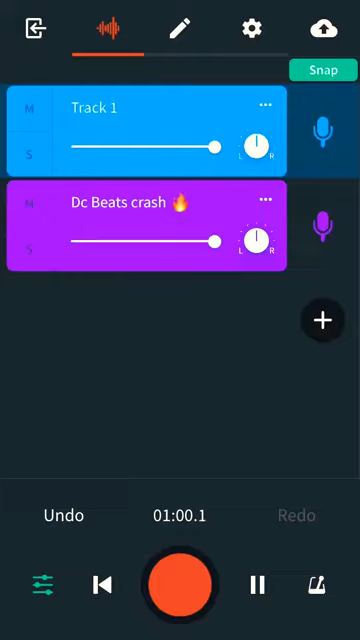 Snap
M
Track 1
S
L R
M
Dc Beats crash 🔥
S
L R
Undo
01:00.1
Redo